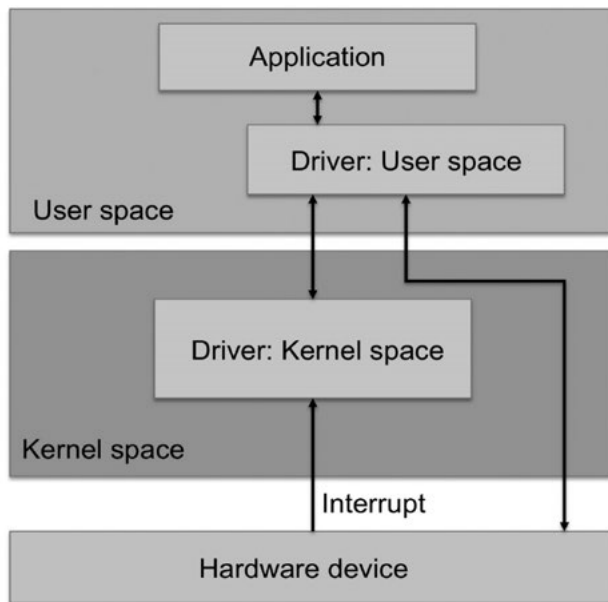 Application
Driver: User space
User space
Driver: Kernel space
Kernel space
Interrupt
Hardware device